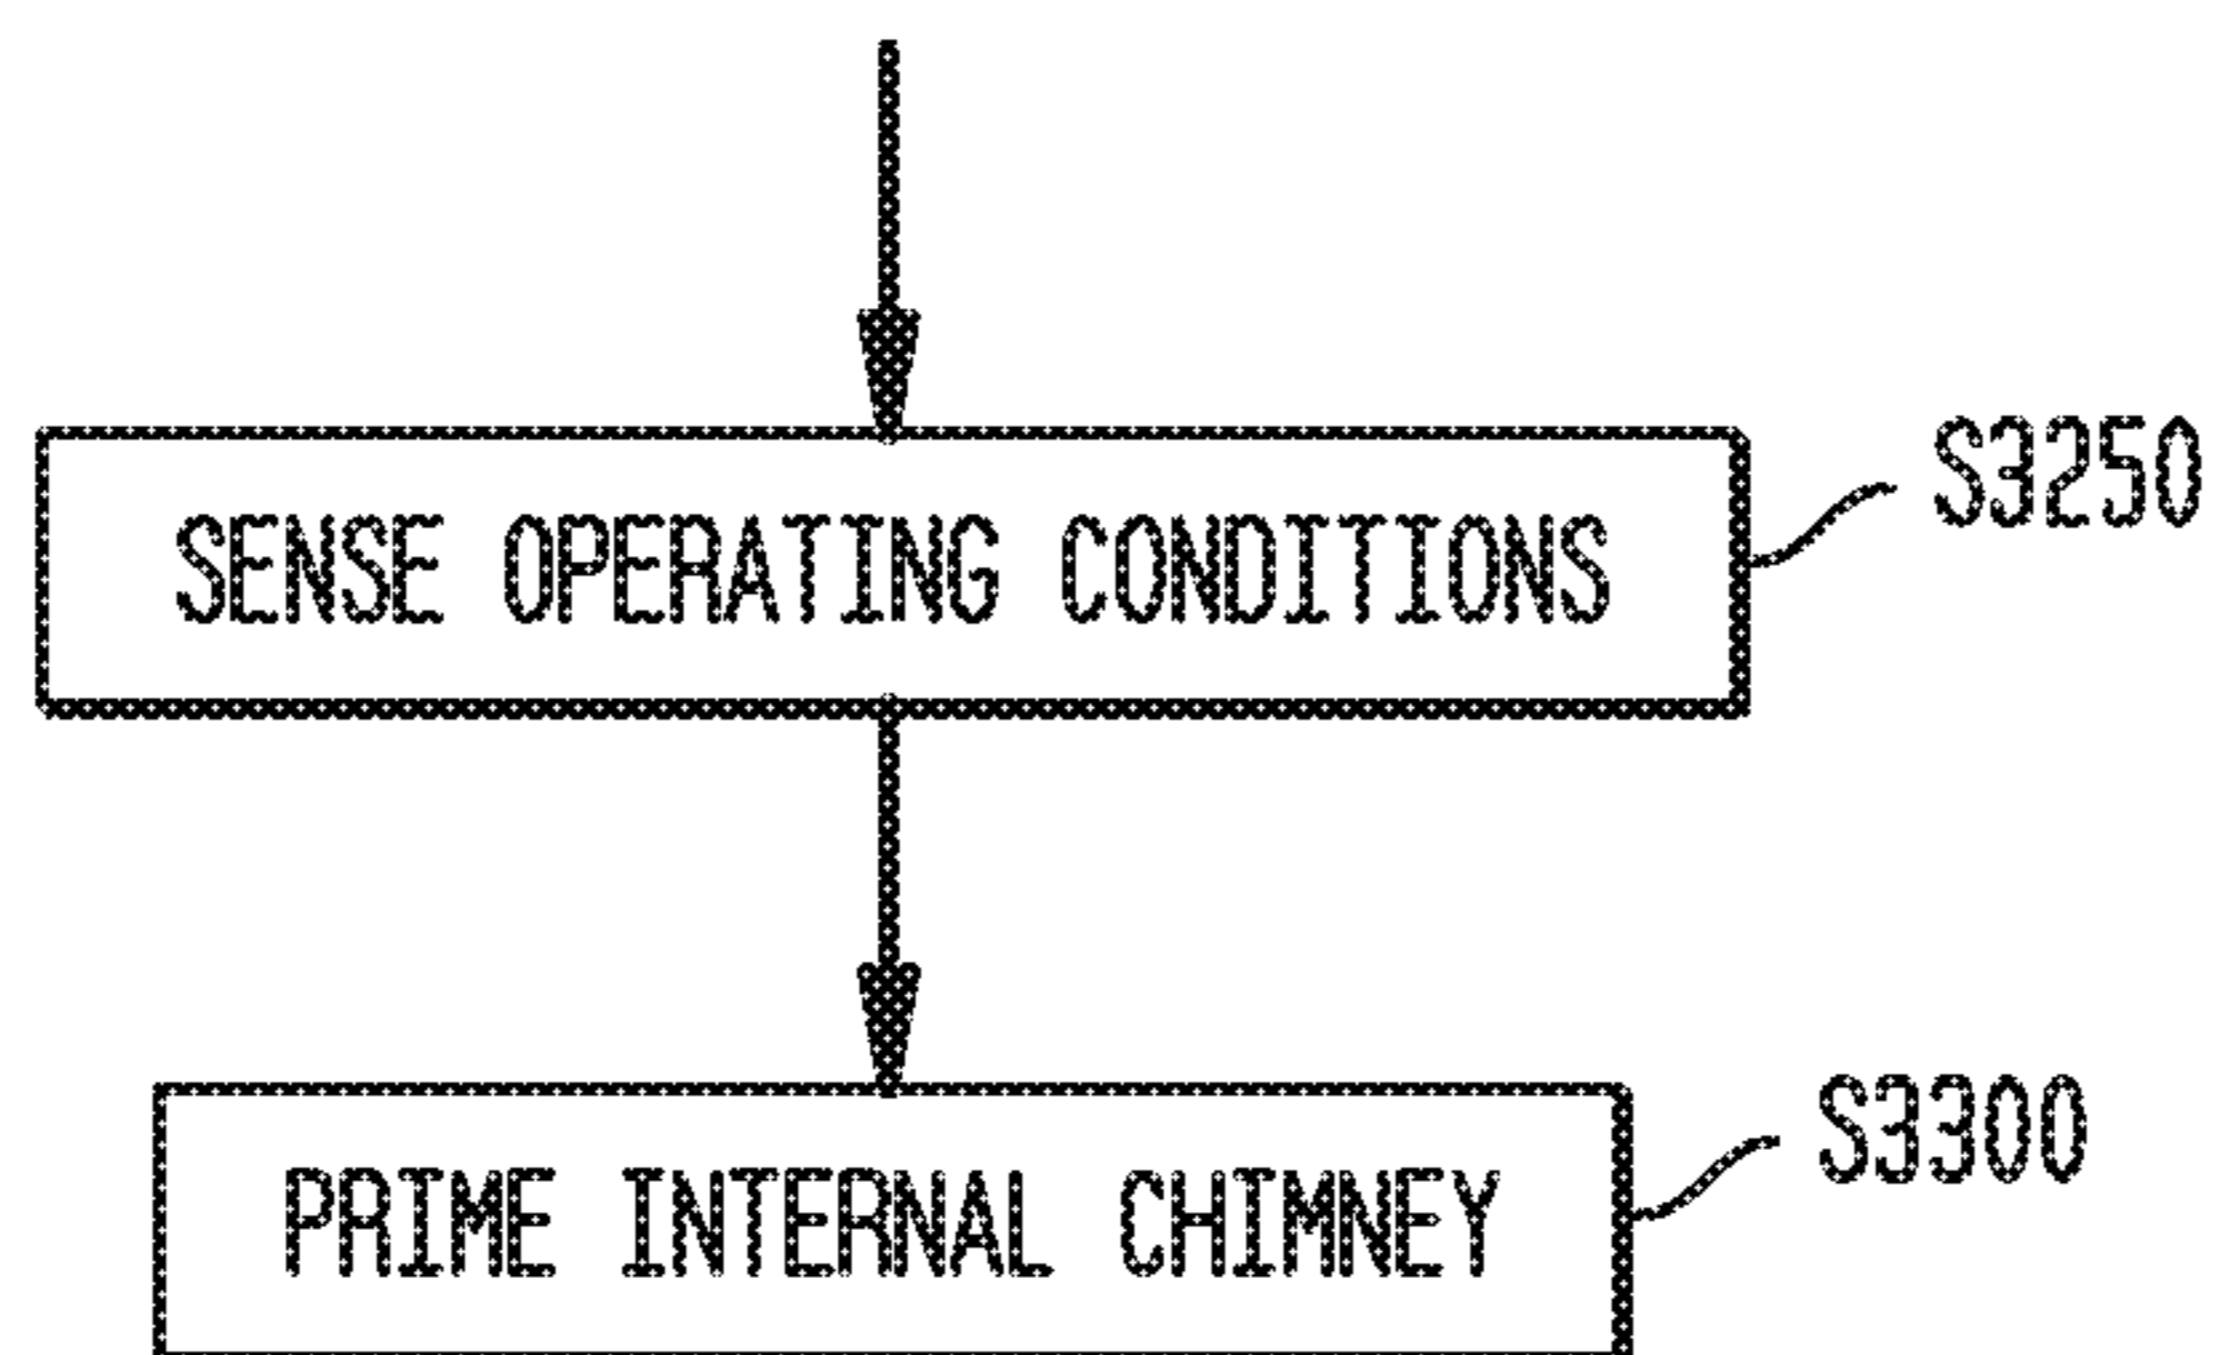 S3250
SENSE OPERATING CONDITIONS
S3300
PRIME INTERNAL CHIMNEY